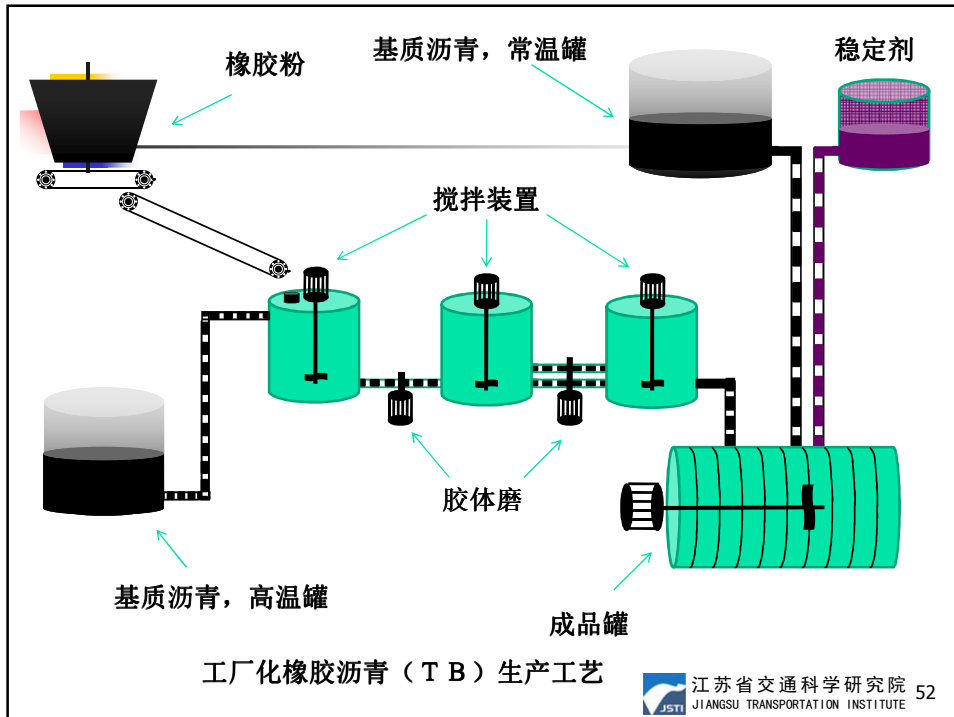 橡胶粉
基质沥青，常温罐
稳定剂
搅拌装置
胶体磨
基质沥青，高温罐
成品罐
工厂化橡胶沥青（ＴＢ）生产工艺
JSTI
江苏省交通科学研究院
JIANGSU TRANSPORTATION INSTITUTE
52